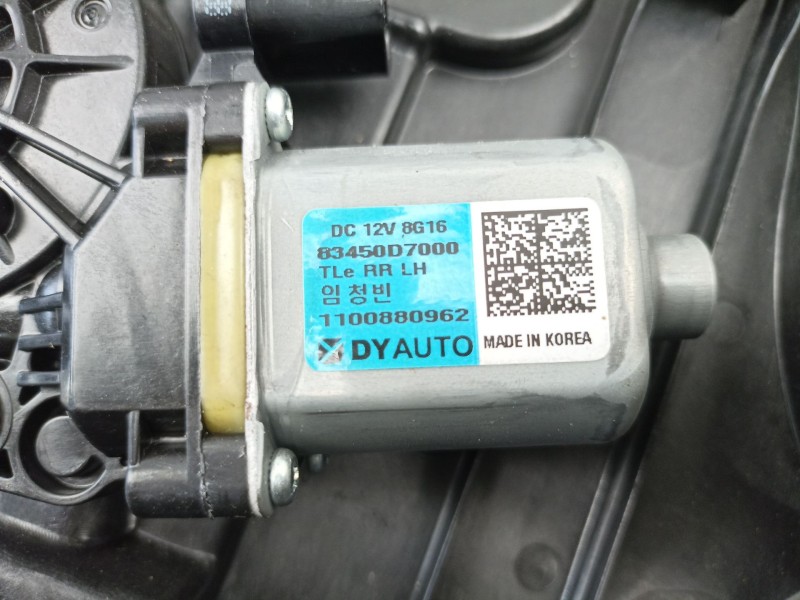 DC 12V 8G16
83450D7000
TLe RR LH
임청빈
1100880962
DYAUTO
MADE IN KOREA